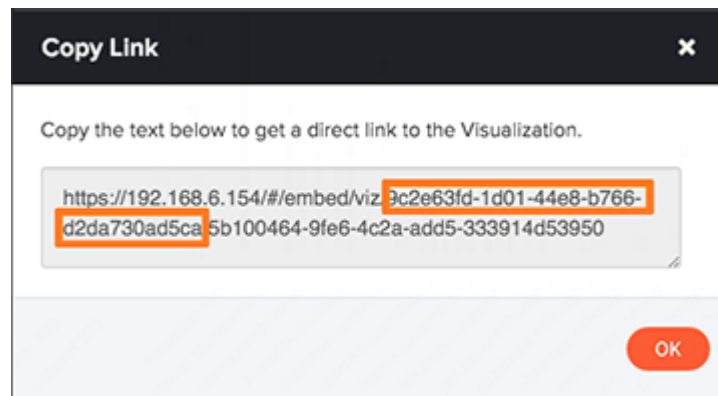 Copy Link
Copy the text below to get a direct link to the Visualization.
https://192.168.6.154/#/embed/viz/9c2e63fd-1d01-44e8-b766-
d2da730ad5ca/5b100464-9fe6-4c2a-add5-333914d53950
OK